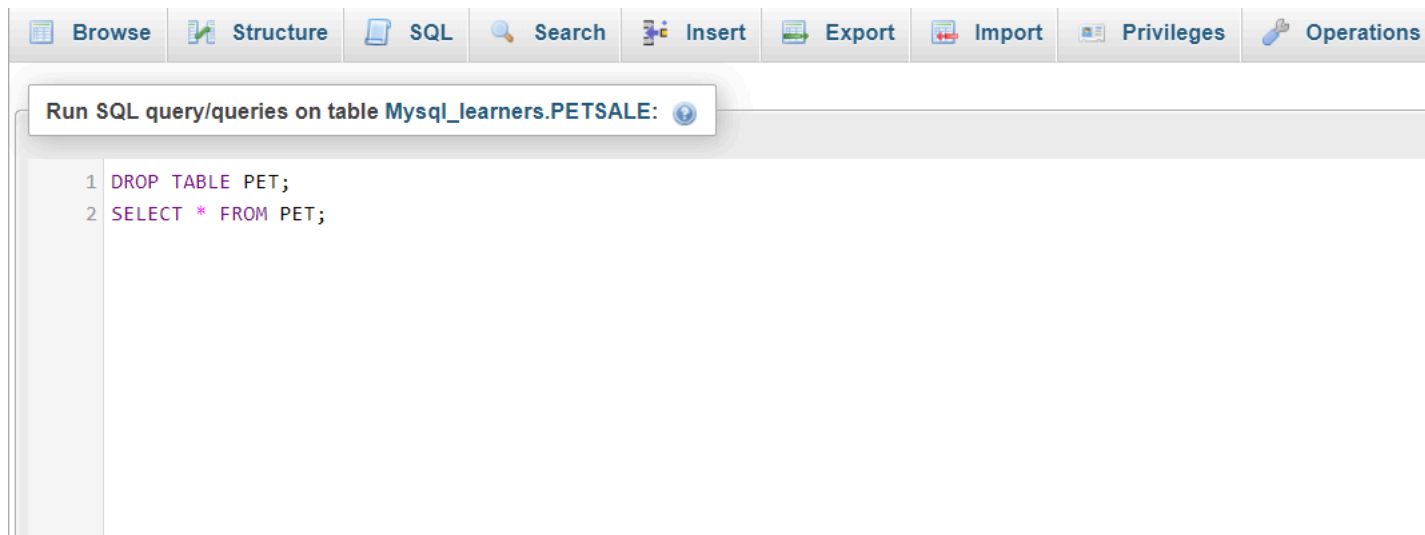 Browse Structure SQL Search Insert Export Import Privileges Operations
Run SQL query/queries on table Mysql_learners.PETSALE:
1 DROP TABLE PET;
2 SELECT * FROM PET;